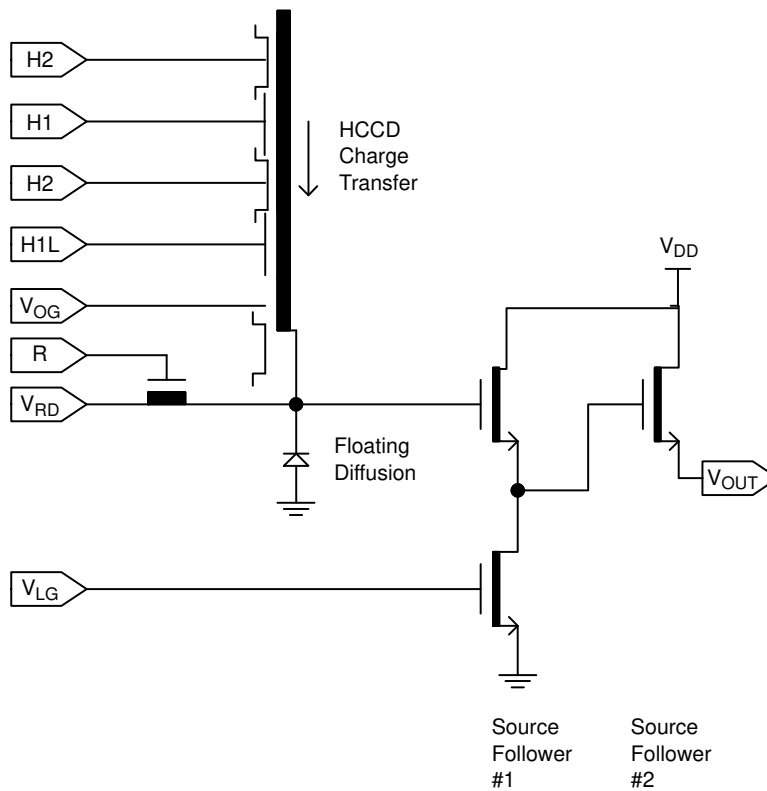 H2
H1
H2
H1L
VOG
R
VRD
VLG
HCCD
Charge
Transfer
Floating
Diffusion
VDD
VOUT
Source
Follower
#1
Source
Follower
#2